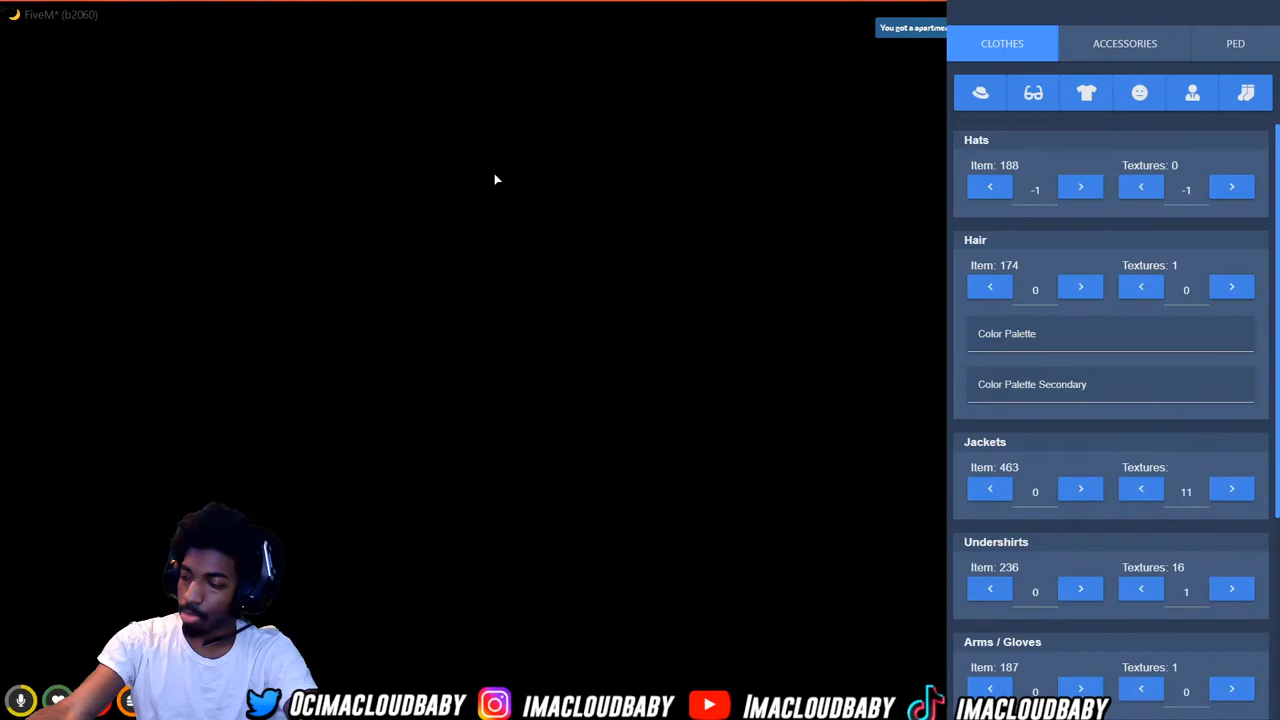 FiveM* (b2060)
You got a apartme
CLOTHES
ACCESSORIES
PED
Hats
Item: 188
Textures: 0
-1
-1
Hair
Item: 174
Textures: 1
0
0
Color Palette
Color Palette Secondary
Jackets
Item: 463
Textures:
0
11
Undershirts
Item: 236
Textures: 16
0
1
Arms / Gloves
Item: 187
Textures: 1
0
0
OCIMACLOUDBABY
IMACLOUDBABY
IMACLOUDBABY
IMACLOUDBABY